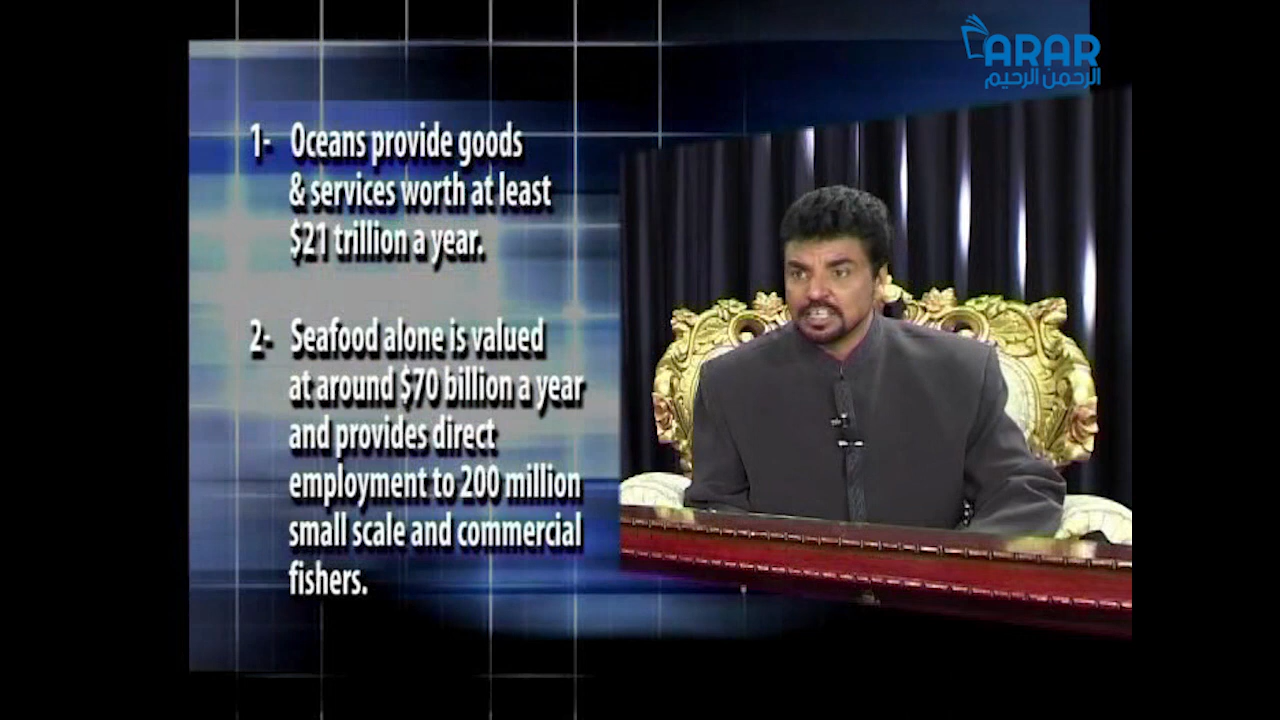 ARAR
الرحمن الرحيم
1- Oceans provide goods
& services worth at least
$21 trillion a year.
2- Seafood alone is valued
at around $70 billion a year
and provides direct
employment to 200 million
small scale and commercial
fishers.